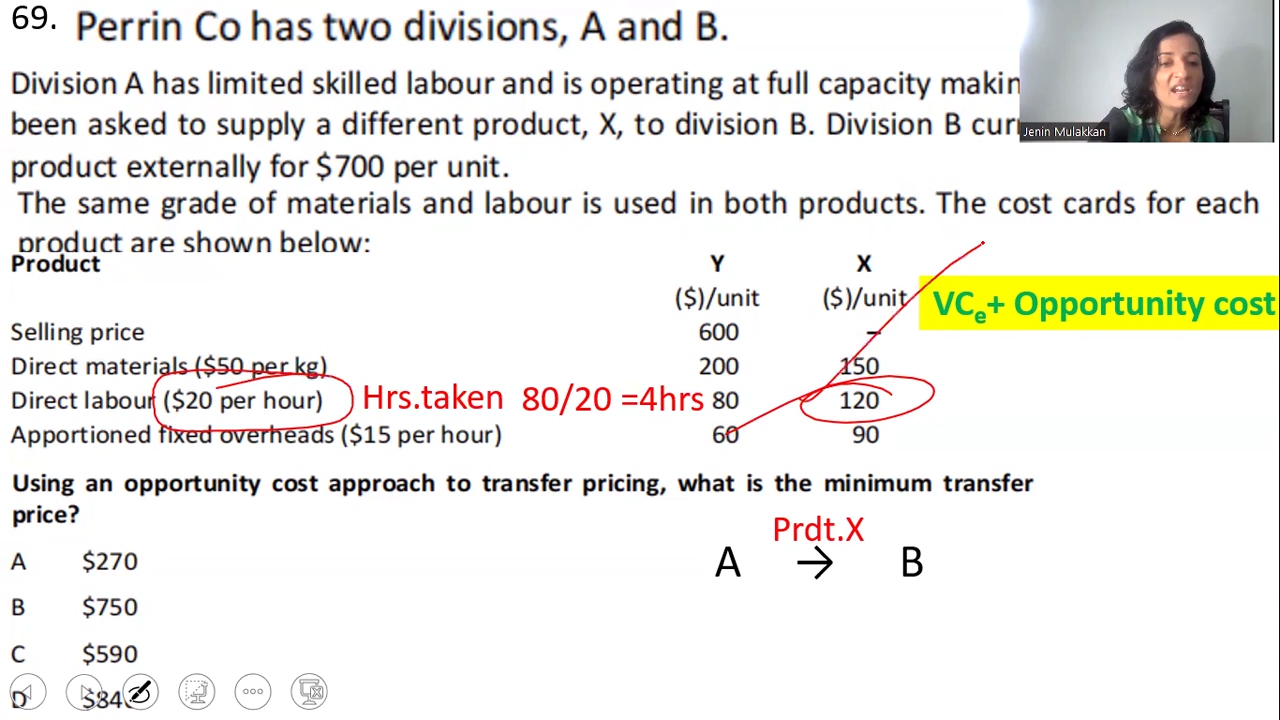 69. Perrin Co has two divisions, A and B.
Division A has limited skilled labour and is operating at full capacity
been asked to supply a different product, X, to division B. Division B
product externally for $700 per unit.
The same grade of materials and labour is used in both products. The cost cards for each
product are shown below:
Product Y X
($)/unit ($)/unit
VCe+ Opportunity cost
Selling price 600 –
Direct materials ($50 per kg) 200 150
Direct labour ($20 per hour) Hrs.taken 80/20 =4hrs 80 120
Apportioned fixed overheads ($15 per hour) 60 90
Using an opportunity cost approach to transfer pricing, what is the minimum transfer
price?
Prdt.X
A → B
A $270
B $750
C $590
D
Jenin Mulakkan